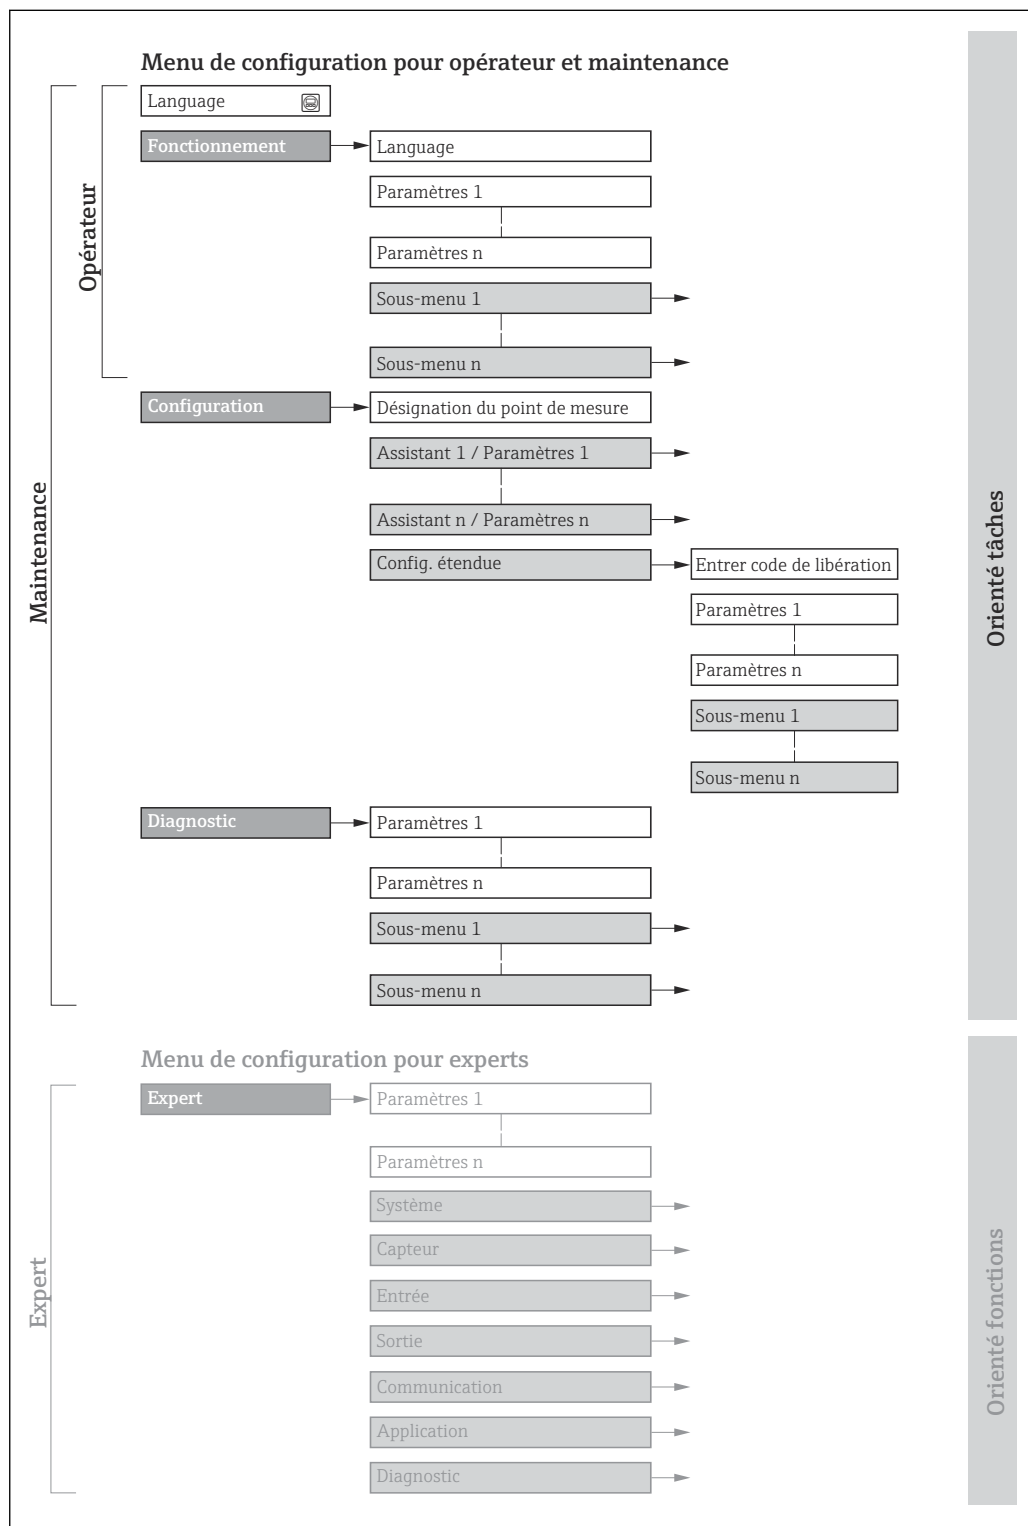 Menu de configuration pour opérateur et maintenance
Language
Fonctionnement
Language
Paramètres 1
Paramètres n
Sous-menu 1
Sous-menu n
Opérateur
Configuration
Désignation du point de mesure
Assistant 1 / Paramètres 1
Assistant n / Paramètres n
Config. étendue
Entrer code de libération
Paramètres 1
Paramètres n
Sous-menu 1
Sous-menu n
Maintenance
Orienté tâches
Diagnostic
Paramètres 1
Paramètres n
Sous-menu 1
Sous-menu n
Menu de configuration pour experts
Expert
Paramètres 1
Paramètres n
Système
Capteur
Entrée
Sortie
Communication
Application
Diagnostic
Expert
Orienté fonctions